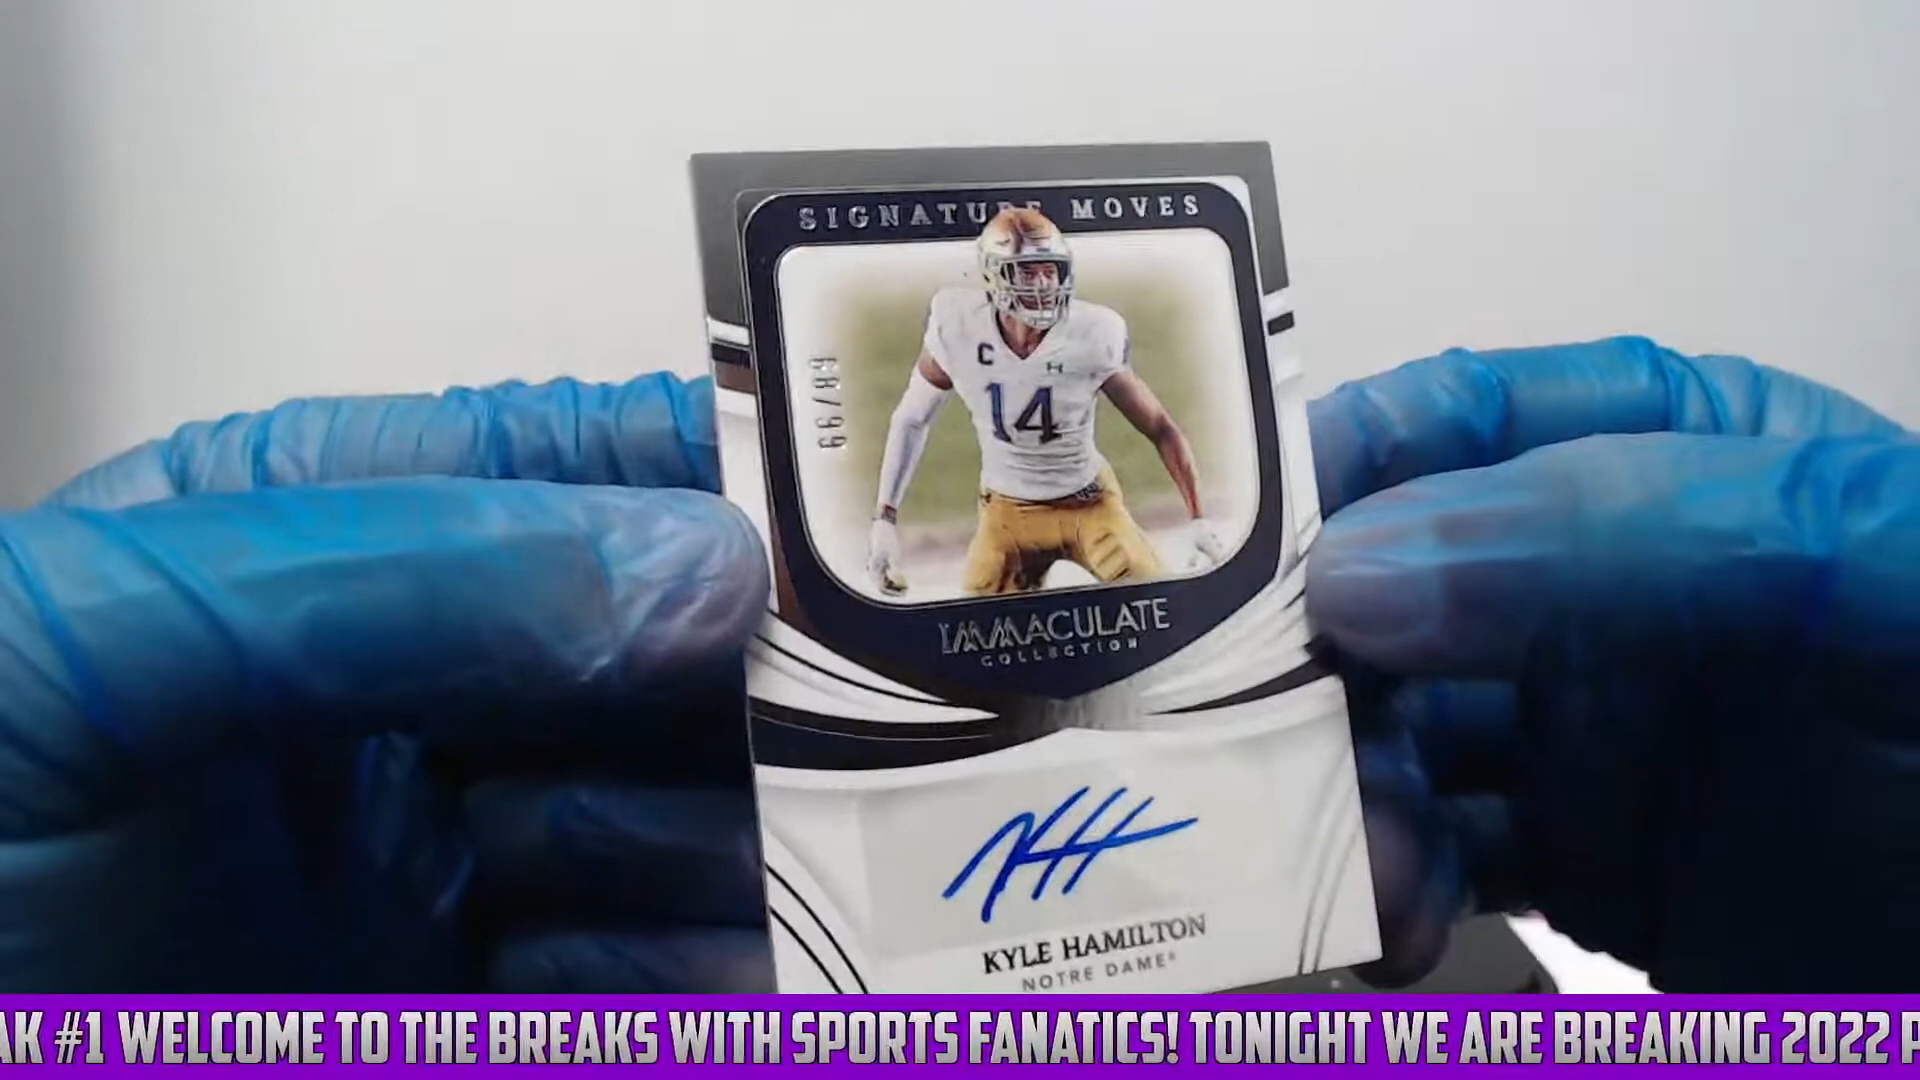 SIGNATURE MOVES
68/99
C
14
IMMACULATE
COLLECTION
KYLE HAMILTON
NOTRE DAME®
AK #1 WELCOME TO THE BREAKS WITH SPORTS FANATICS! TONIGHT WE ARE BREAKING 2022 P